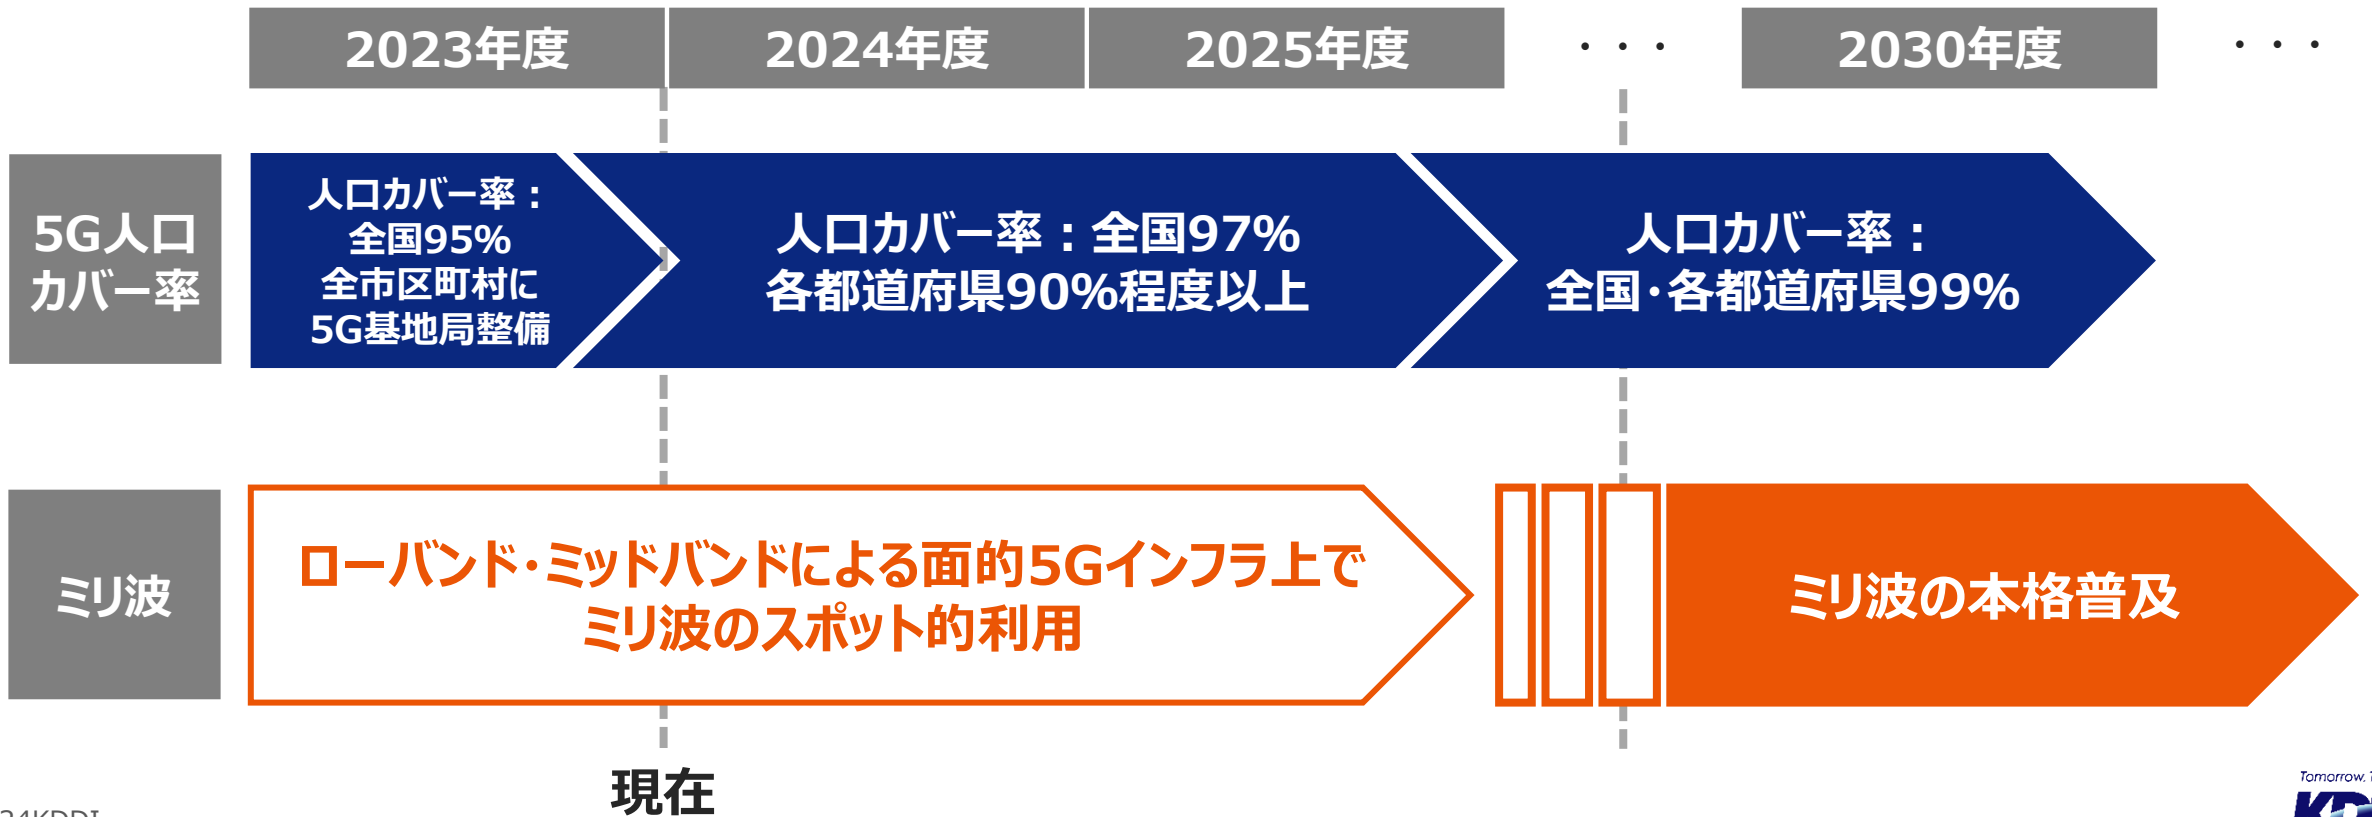 2023年度
2024年度
2025年度
・・・
2030年度
・・・
5G人口
カバー率
人口カバー率：
全国95%
全市区町村に
5G基地局整備
人口カバー率：全国97%
各都道府県90%程度以上
人口カバー率：
全国・各都道府県99%
ミリ波
ローバンド・ミッドバンドによる面的5Gインフラ上で
ミリ波のスポット的利用
ミリ波の本格普及
現在
24KDDI
Tomorrow,